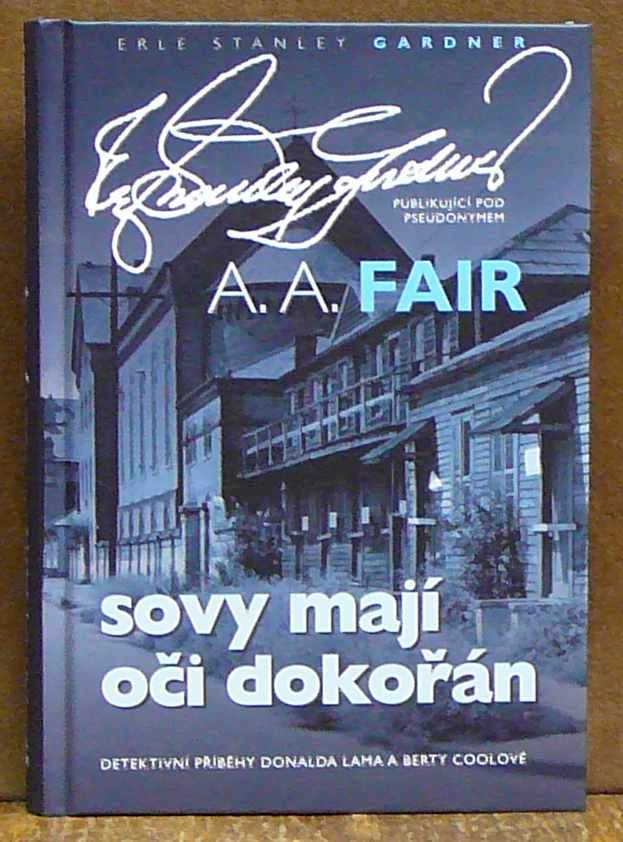 ERLE STANLEY GARDNER
PUBLIKUJÍCÍ POD
PSEUDONYMEM
A. A. FAIR
sovy mají
oči dokořán
DETEKTIVNÍ PŘÍBĚHY DONALDA LAMA A BERTY COOLOVÉ